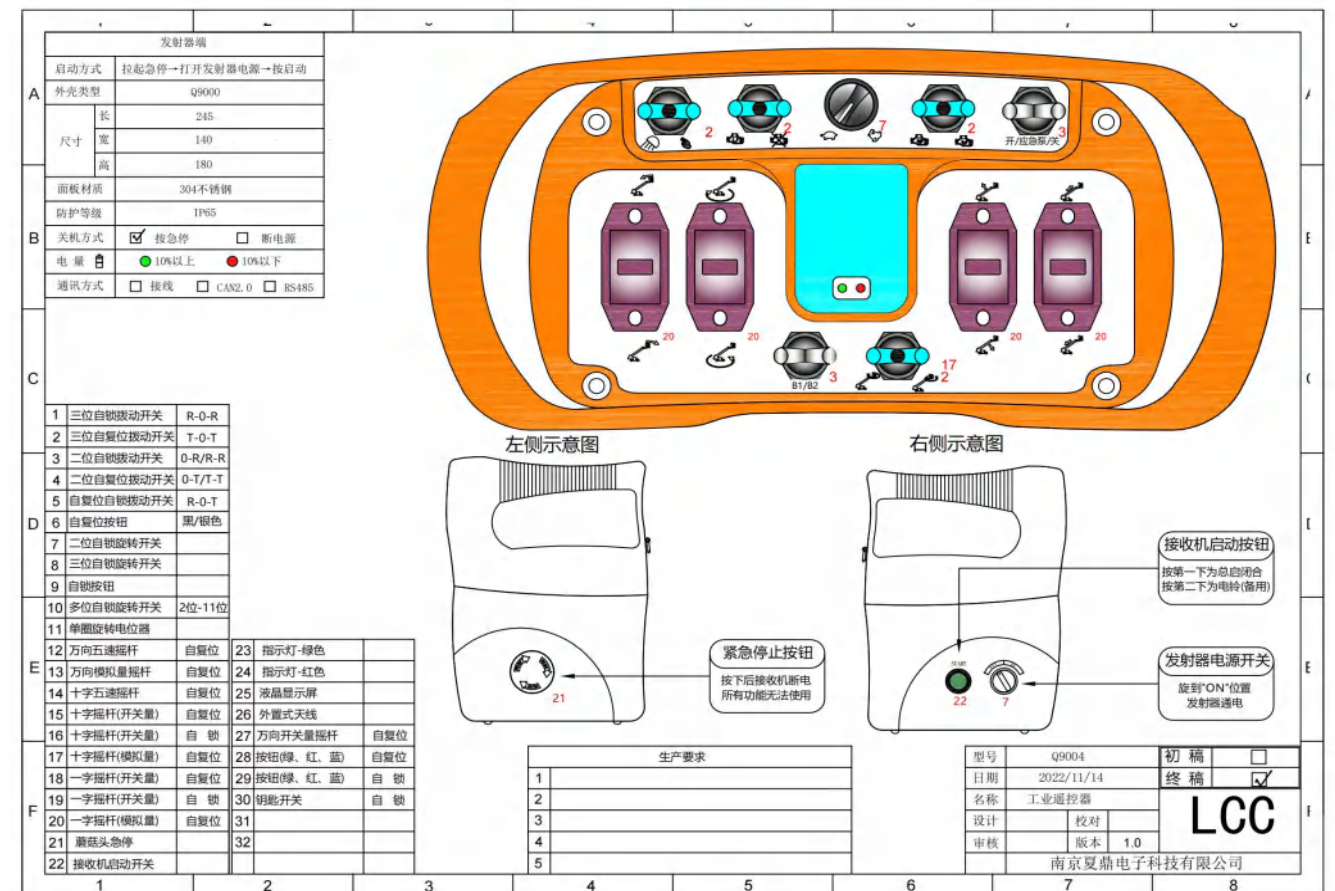 发射器端
启动方式 拉起急停→打开发射器电源→按启动
外壳类型 Q9000
尺寸 长 245
宽 140
高 180
面板材质 304不锈钢
防护等级 IP65
关机方式 按急停 断电源
电 量 10%以上 10%以下
通讯方式 接线 CAN2.0 RS485
A
B
C
D
E
F
2
2
7
2
3
开/应急泵/关
20
20
20
20
B1/B2
3
17
2
左侧示意图
右侧示意图
1 三位自锁拨动开关 R-0-R
2 三位自复位拨动开关 T-0-T
3 二位自锁拨动开关 0-R/R-R
4 二位自复位拨动开关 0-T/T-T
5 自复位自锁拨动开关 R-0-T
6 自复位按钮 黑/银色
7 二位自锁旋转开关
8 三位自锁旋转开关
9 自锁按钮
10 多位自锁旋转开关 2位-11位
11 单圈旋转电位器
12 万向五速摇杆 自复位 23 指示灯-绿色
13 万向模拟量摇杆 自复位 24 指示灯-红色
14 十字五速摇杆 自复位 25 液晶显示屏
15 十字摇杆(开关量) 自复位 26 外置式天线
16 十字摇杆(开关量) 自 锁 27 万向开关量摇杆 自复位
17 十字摇杆(模拟量) 自复位 28 按钮(绿、红、蓝) 自复位
18 一字摇杆(开关量) 自复位 29 按钮(绿、红、蓝) 自 锁
19 一字摇杆(开关量) 自 锁 30 钥匙开关 自 锁
20 一字摇杆(模拟量) 自复位 31
21 蘑菇头急停 32
22 接收机启动开关
紧急停止按钮
按下后接收机断电
所有功能无法使用
21
接收机启动按钮
按第一下为总启闭合
按第二下为电铃(备用)
START
22
7
发射器电源开关
旋到"ON"位置
发射器通电
生产要求
1
2
3
4
5
型号 Q9004 初 稿
日期 2022/11/14 终 稿
名称 工业遥控器
设计 校对
审核 版本 1.0
LCC
南京夏鼎电子科技有限公司
1 2 3 4 5 6 7 8